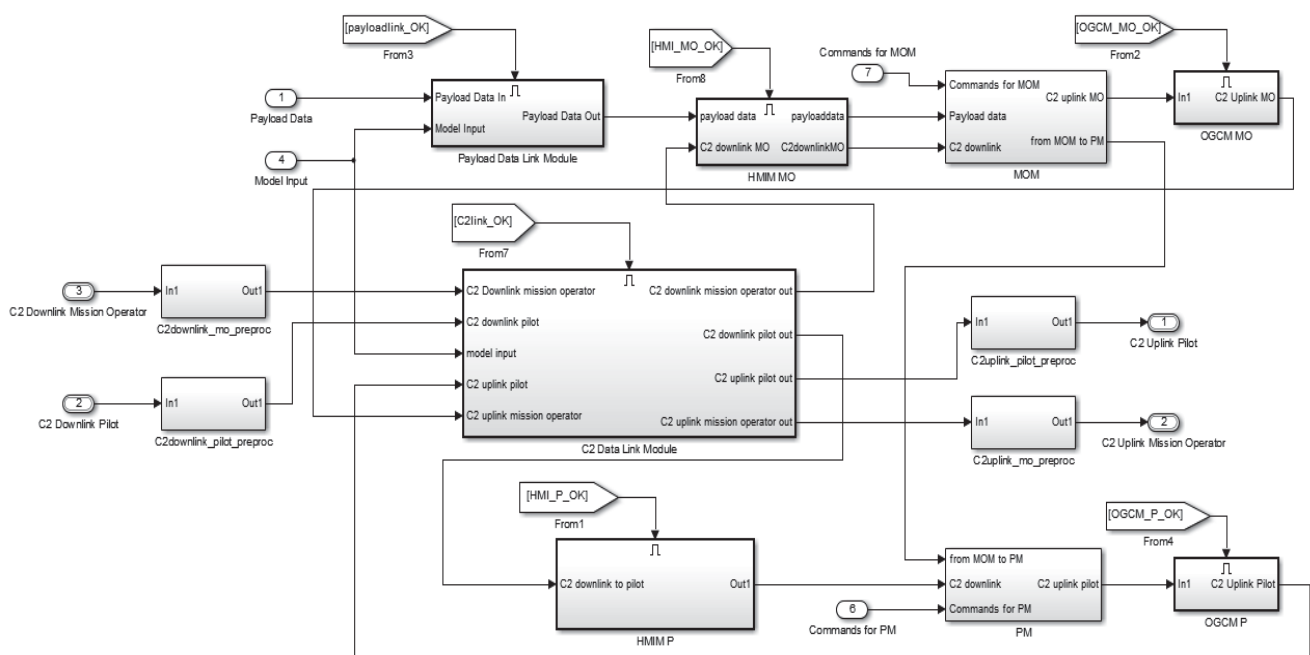 [payloadlink_OK]
From3
[HMI_MO_OK]
From8
Commands for MOM
7
[OGCM_MO_OK]
From2
1
Payload Data
4
Model Input
Payload Data In
Model Input
Payload Data Out
Payload Data Link Module
payload data
C2 downlink MO
payloaddata
C2downlinkMO
HMIM MO
Commands for MOM
Payload data
C2 downlink
C2 uplink MO
from MOM to PM
MOM
In1
C2 Uplink MO
OGCM MO
[C2link_OK]
From7
3
C2 Downlink Mission Operator
In1
Out1
C2downlink_mo_preproc
2
C2 Downlink Pilot
In1
Out1
C2downlink_pilot_preproc
C2 Downlink mission operator
C2 downlink pilot
model input
C2 uplink pilot
C2 uplink mission operator
C2 downlink mission operator out
C2 downlink pilot out
C2 uplink pilot out
C2 uplink mission operator out
C2 Data Link Module
In1
Out1
C2uplink_pilot_preproc
1
C2 Uplink Pilot
In1
Out1
C2uplink_mo_preproc
2
C2 Uplink Mission Operator
[HMI_P_OK]
From1
C2 downlink to pilot
Out1
HMIM P
6
Commands for PM
from MOM to PM
C2 downlink
Commands for PM
C2 uplink pilot
PM
[OGCM_P_OK]
From4
In1
C2 Uplink Pilot
OGCM P